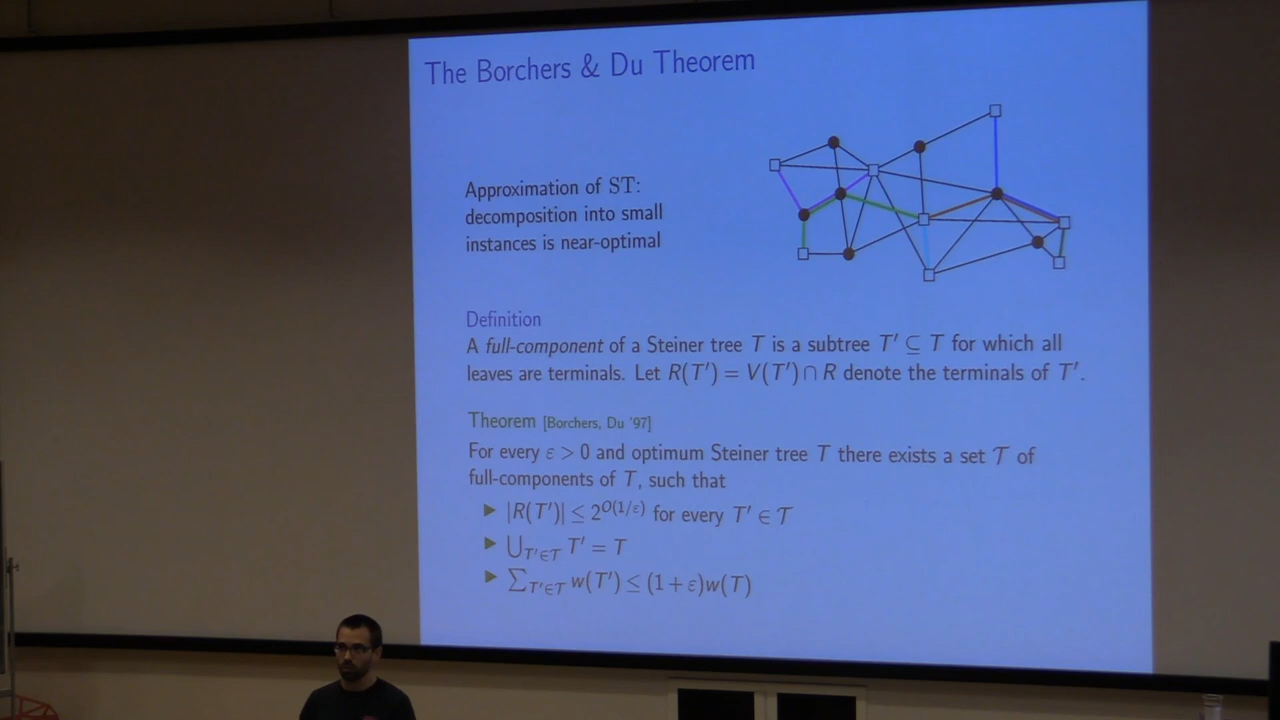 The Borchers & Du Theorem
Approximation of ST:
decomposition into small
instances is near-optimal
Definition
A full-component of a Steiner tree T is a subtree T′ ⊆ T for which all
leaves are terminals. Let R(T′) = V(T′) ∩ R denote the terminals of T′.
Theorem [Borchers, Du '97]
For every ε > 0 and optimum Steiner tree T there exists a set 𝒯 of
full-components of T, such that
▶ |R(T′)| ≤ 2^{O(1/ε)} for every T′ ∈ 𝒯
▶ ⋃_{T′∈𝒯} T′ = T
▶ ∑_{T′∈𝒯} w(T′) ≤ (1 + ε)w(T)